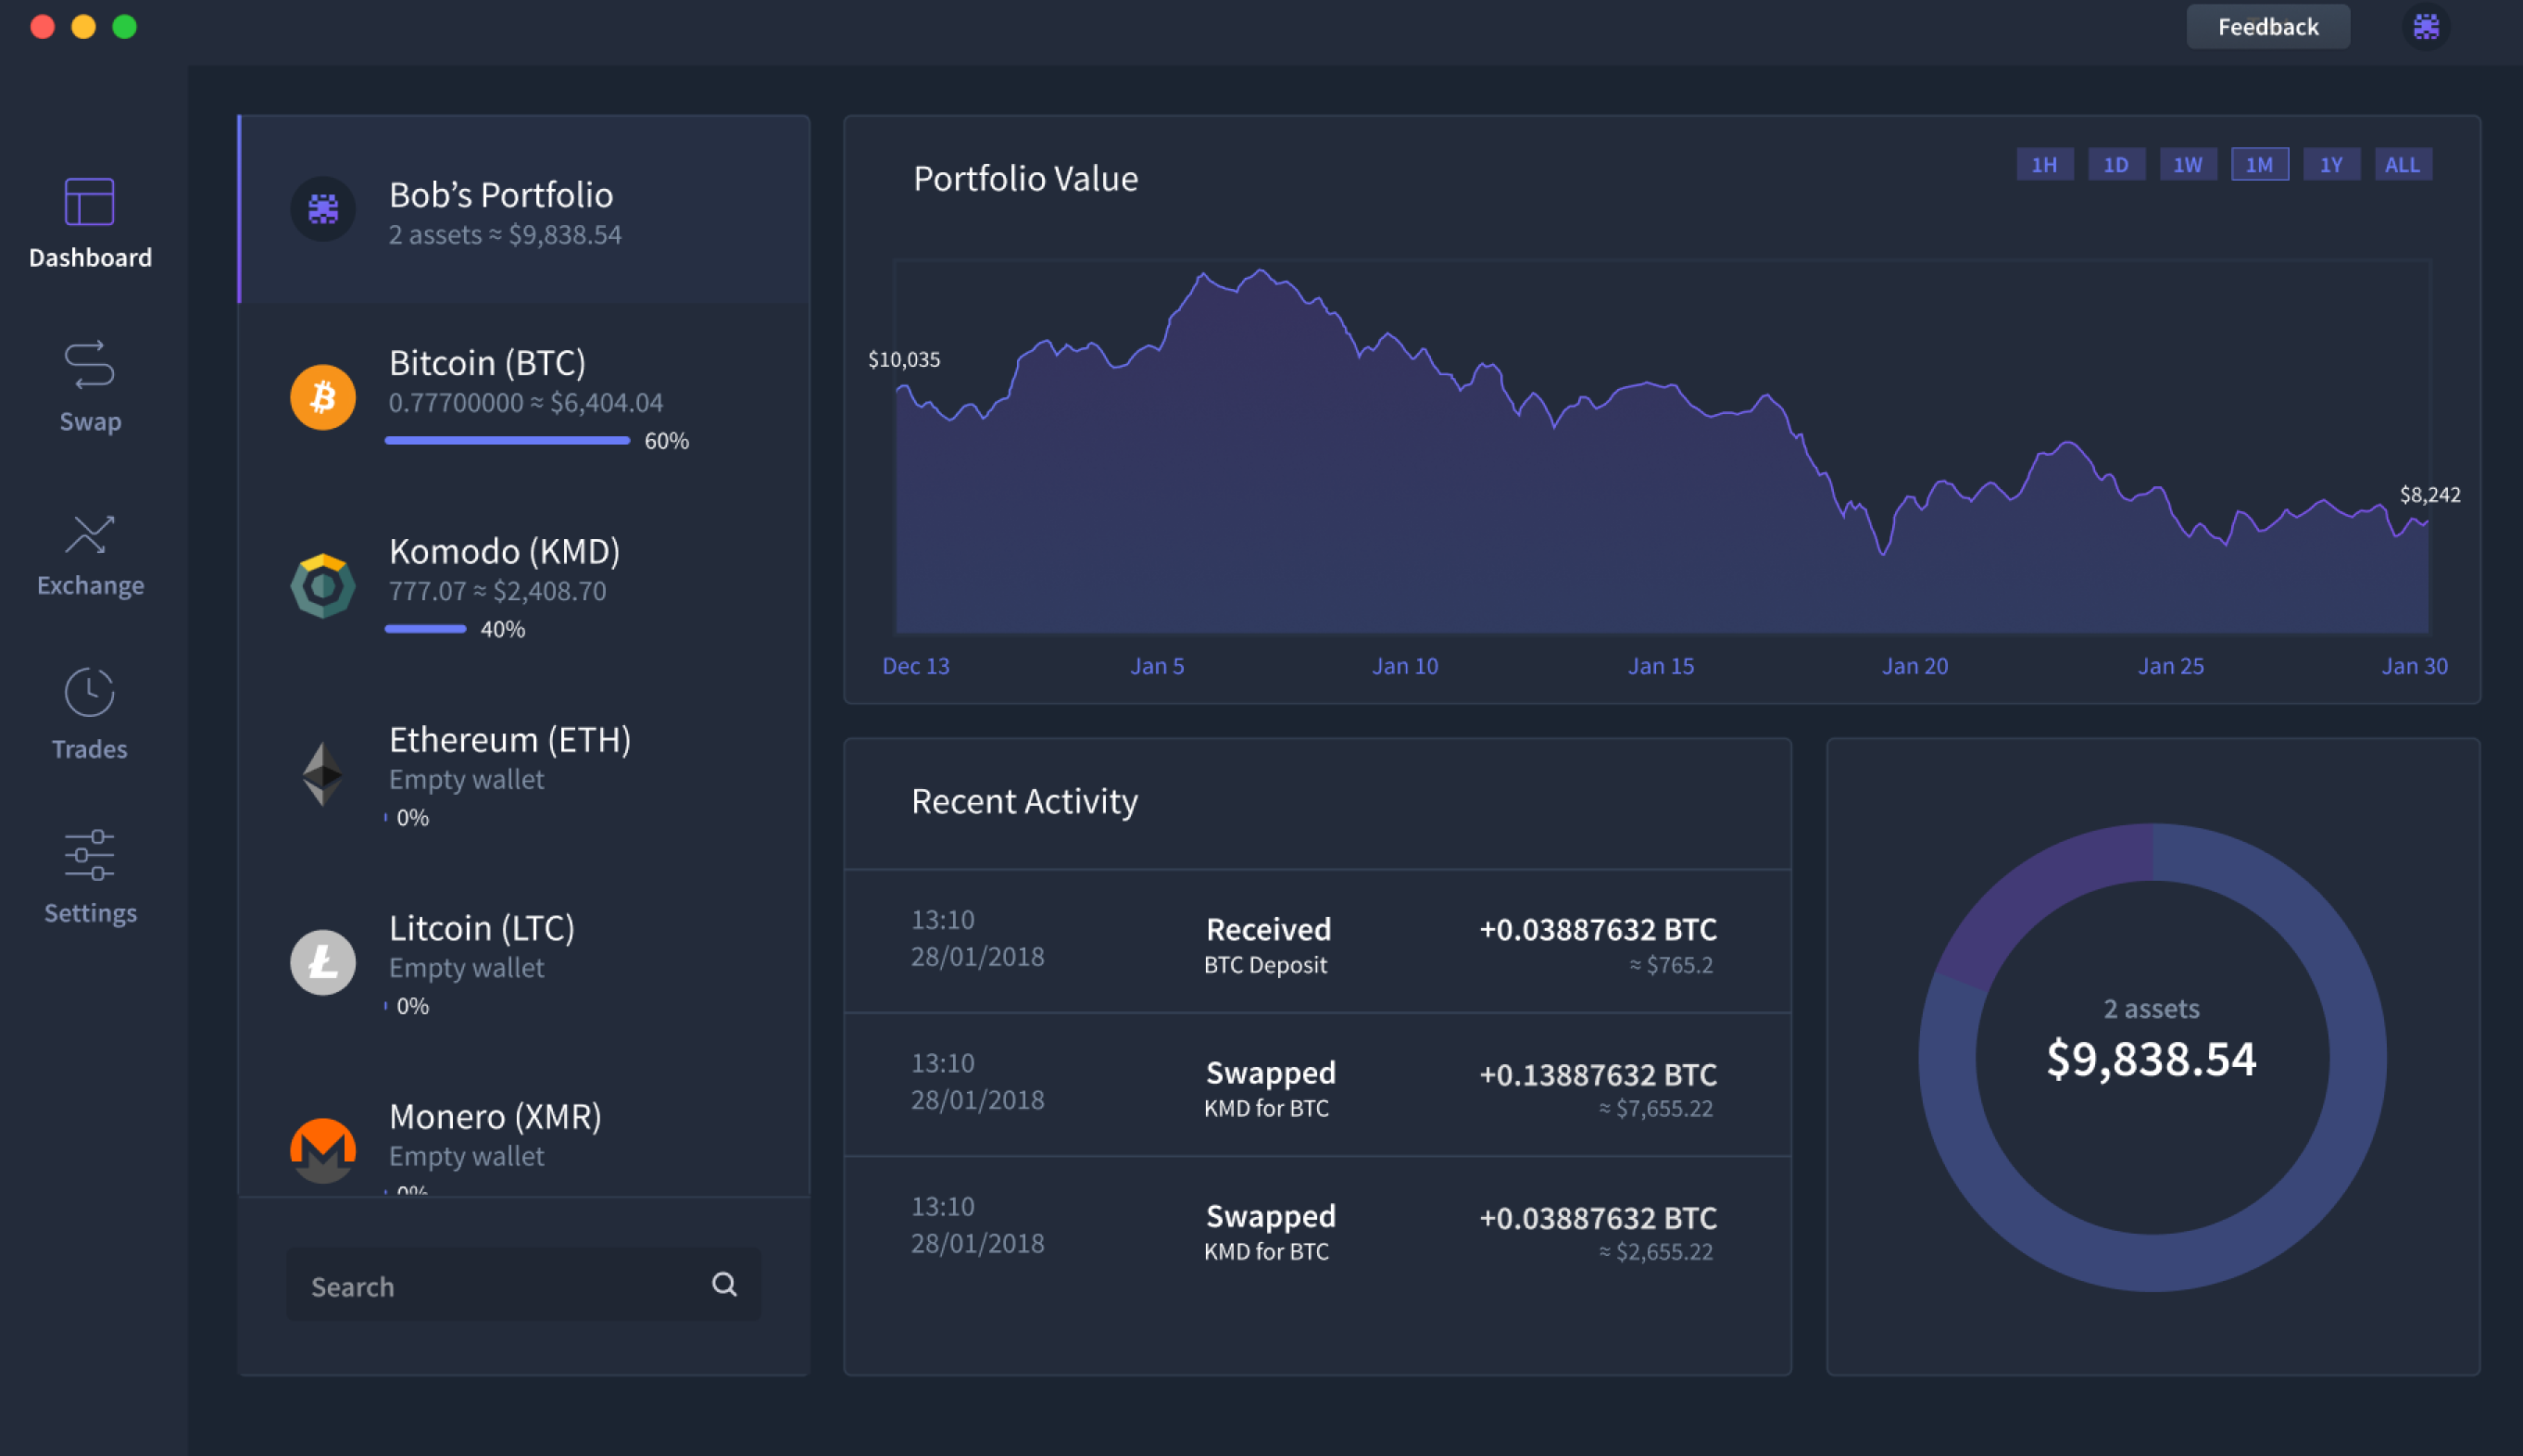 Feedback
Dashboard
Swap
Exchange
Trades
Settings
Bob’s Portfolio
2 assets ≈ $9,838.54
Bitcoin (BTC)
0.77700000 ≈ $6,404.04
60%
Komodo (KMD)
777.07 ≈ $2,408.70
40%
Ethereum (ETH)
Empty wallet
0%
Litcoin (LTC)
Empty wallet
0%
Monero (XMR)
Empty wallet
0%
Search
Portfolio Value
1H 1D 1W 1M 1Y ALL
$10,035
$8,242
Dec 13 Jan 5 Jan 10 Jan 15 Jan 20 Jan 25 Jan 30
Recent Activity
13:10
28/01/2018
Received
BTC Deposit
+0.03887632 BTC
≈ $765.2
13:10
28/01/2018
Swapped
KMD for BTC
+0.13887632 BTC
≈ $7,655.22
13:10
28/01/2018
Swapped
KMD for BTC
+0.03887632 BTC
≈ $2,655.22
2 assets
$9,838.54